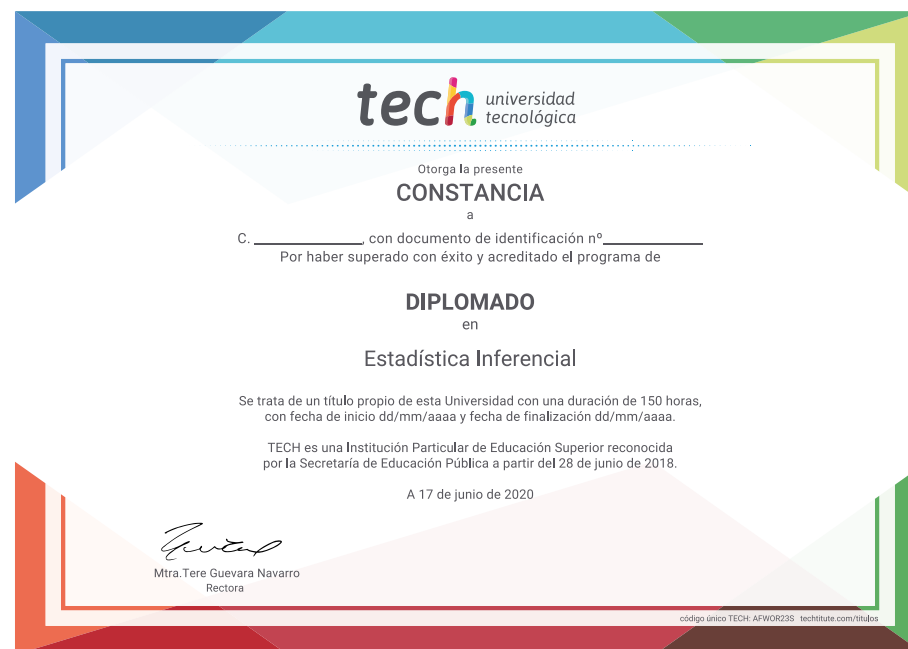 tech universidad
tecnológica
Otorga la presente
CONSTANCIA
a
C. ____________, con documento de identificación nº___________
Por haber superado con éxito y acreditado el programa de
DIPLOMADO
en
Estadística Inferencial
Se trata de un título propio de esta Universidad con una duración de 150 horas,
con fecha de inicio dd/mm/aaaa y fecha de finalización dd/mm/aaaa.
TECH es una Institución Particular de Educación Superior reconocida
por la Secretaría de Educación Pública a partir del 28 de junio de 2018.
A 17 de junio de 2020
Mtra.Tere Guevara Navarro
Rectora
código único TECH: AFWOR23S techtitute.com/titulos